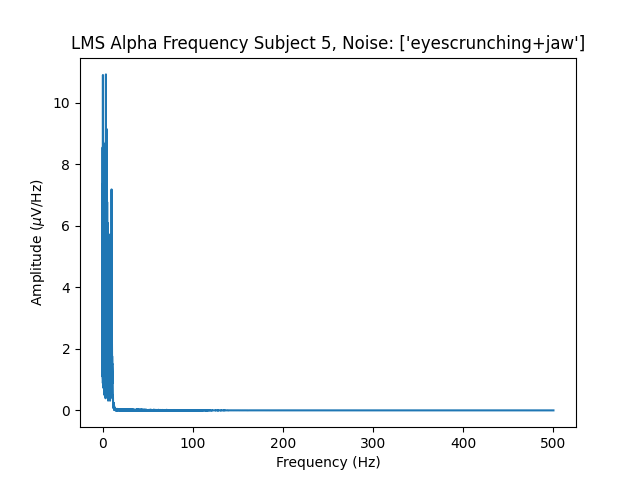 LMS Alpha Frequency Subject 5, Noise: ['eyescrunching+jaw']
10
8
6
4
2
0
Amplitude (μV/Hz)
0 100 200 300 400 500
Frequency (Hz)